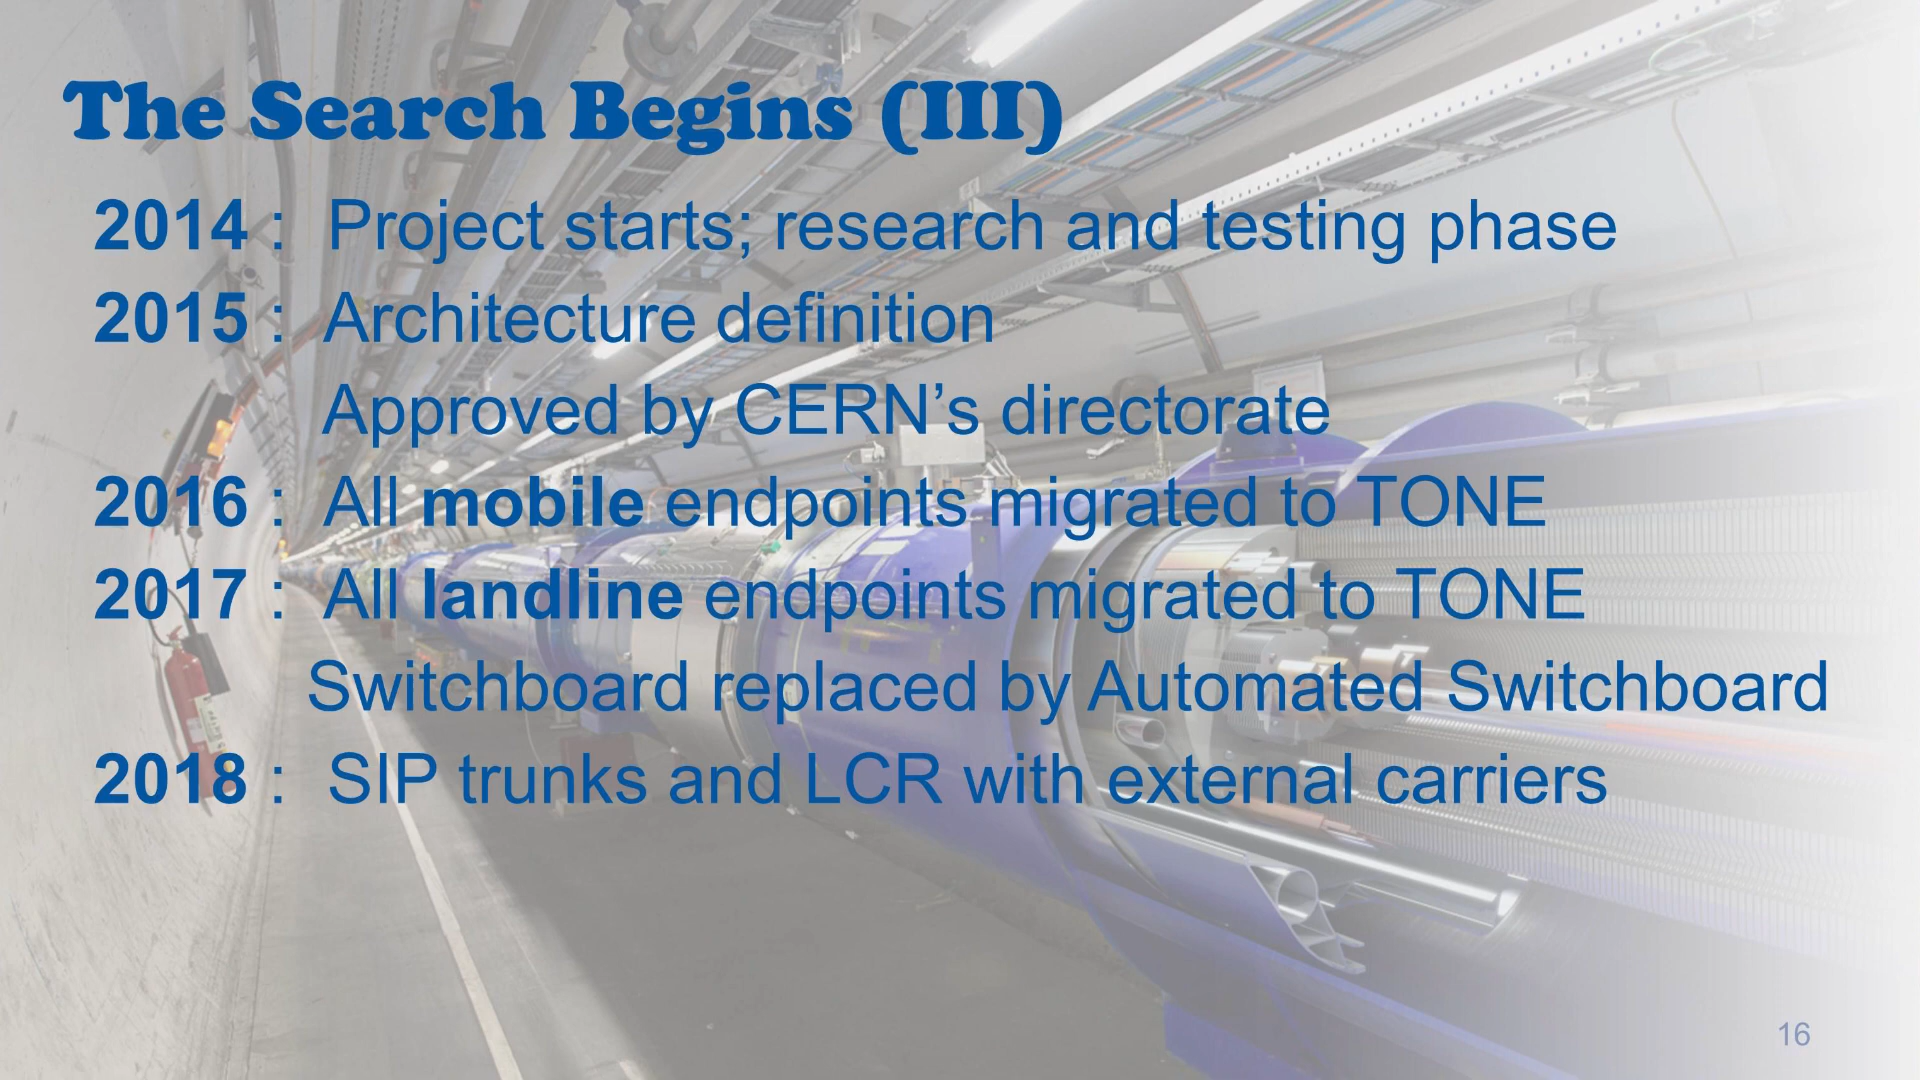 The Search Begins (III)
2014 : Project starts; research and testing phase
2015 : Architecture definition
Approved by CERN’s directorate
2016 : All mobile endpoints migrated to TONE
2017 : All landline endpoints migrated to TONE
Switchboard replaced by Automated Switchboard
2018 : SIP trunks and LCR with external carriers
16